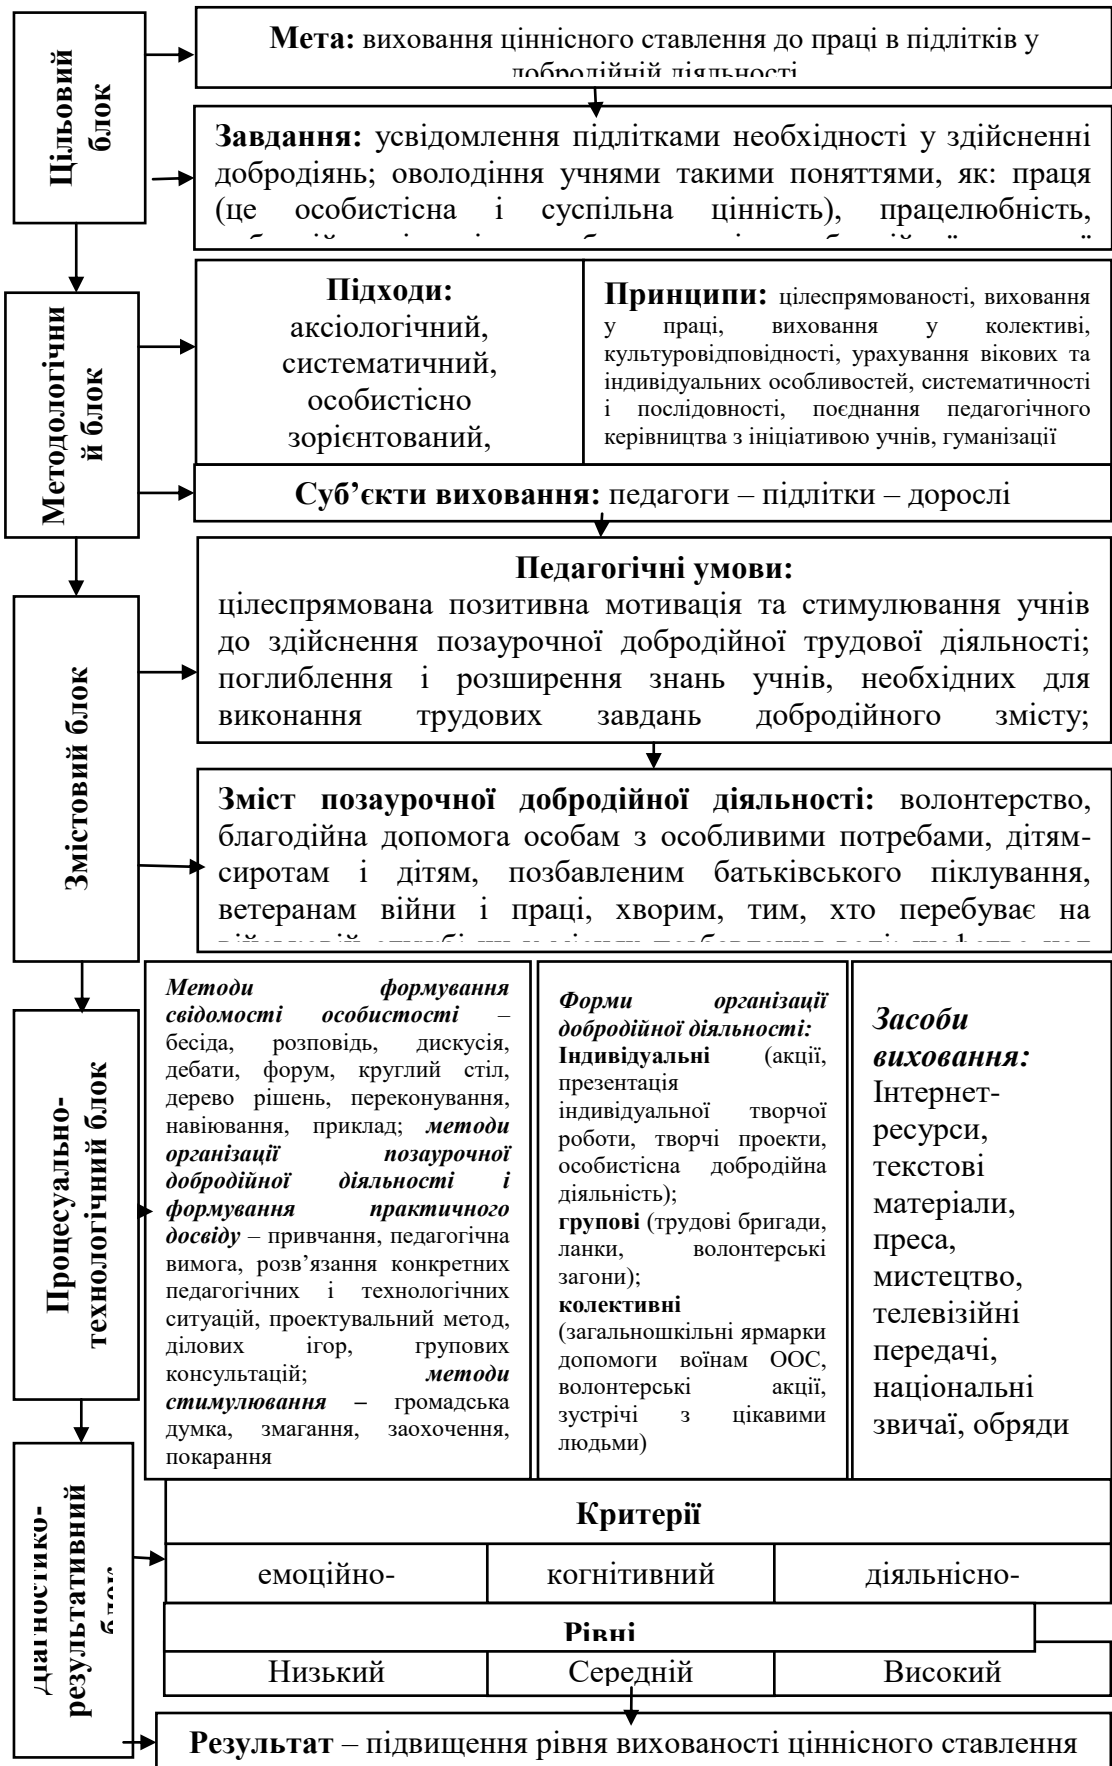 Цільовий
блок
Мета: виховання ціннісного ставлення до праці в підлітків у
добродійній діяльності
Завдання: усвідомлення підлітками необхідності у здійсненні
добродіянь; оволодіння учнями такими поняттями, як: праця
(це особистісна і суспільна цінність), працелюбність,
Методологічни
й блок
Підходи:
аксіологічний,
систематичний,
особистісно
зорієнтований,
Принципи: цілеспрямованості, виховання
у праці, виховання у колективі,
культуровідповідності, урахування вікових та
індивідуальних особливостей, систематичності
і послідовності, поєднання педагогічного
керівництва з ініціативою учнів, гуманізації
Суб’єкти виховання: педагоги – підлітки – дорослі
Змістовий блок
Педагогічні умови:
цілеспрямована позитивна мотивація та стимулювання учнів
до здійснення позаурочної добродійної трудової діяльності;
поглиблення і розширення знань учнів, необхідних для
виконання трудових завдань добродійного змісту;
Зміст позаурочної добродійної діяльності: волонтерство,
благодійна допомога особам з особливими потребами, дітям-
сиротам і дітям, позбавленим батьківського піклування,
ветеранам війни і праці, хворим, тим, хто перебуває на
Процесуально-
технологічний блок
Методи формування
свідомості особистості –
бесіда, розповідь, дискусія,
дебати, форум, круглий стіл,
дерево рішень, переконування,
навіювання, приклад; методи
організації позаурочної
добродійної діяльності і
формування практичного
досвіду – привчання, педагогічна
вимога, розв’язання конкретних
педагогічних і технологічних
ситуацій, проектувальний метод,
ділових ігор, групових
консультацій; методи
стимулювання – громадська
думка, змагання, заохочення,
покарання
Форми організації
добродійної діяльності:
Індивідуальні (акції,
презентація
індивідуальної творчої
роботи, творчі проекти,
особистісна добродійна
діяльність);
групові (трудові бригади,
ланки, волонтерські
загони);
колективні
(загальношкільні ярмарки
допомоги воїнам ООС,
волонтерські акції,
зустрічі з цікавими
людьми)
Засоби
виховання:
Інтернет-
ресурси,
текстові
матеріали,
преса,
мистецтво,
телевізійні
передачі,
національні
звичаї, обряди
Діагностико-
результативний
блок
Критерії
емоційно-
когнітивний
діяльнісно-
Рівні
Низький
Середній
Високий
Результат – підвищення рівня вихованості ціннісного ставлення